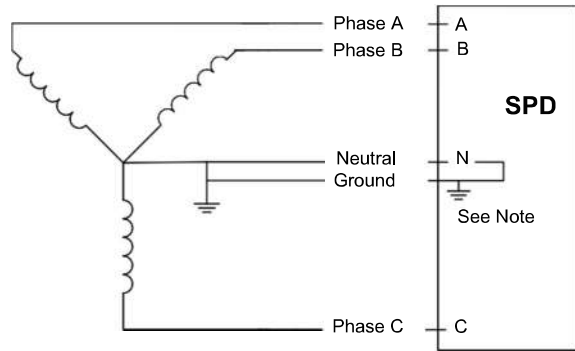 Phase A A
Phase B B
SPD
Neutral N
Ground
See Note
Phase C C